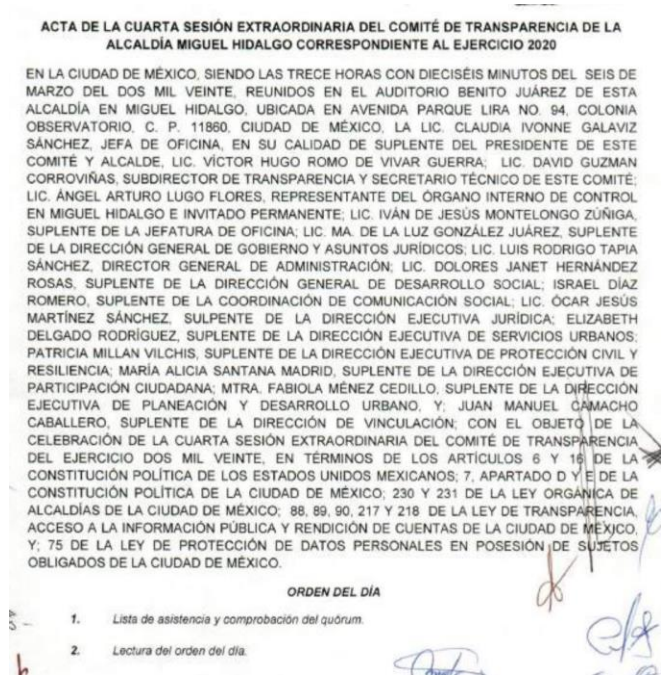 ACTA DE LA CUARTA SESIÓN EXTRAORDINARIA DEL COMITÉ DE TRANSPARENCIA DE LA
ALCALDÍA MIGUEL HIDALGO CORRESPONDIENTE AL EJERCICIO 2020
EN LA CIUDAD DE MÉXICO, SIENDO LAS TRECE HORAS CON DIECISÉIS MINUTOS DEL SEIS DE
MARZO DEL DOS MIL VEINTE, REUNIDOS EN EL AUDITORIO BENITO JUÁREZ DE ESTA
ALCALDÍA EN MIGUEL HIDALGO, UBICADA EN AVENIDA PARQUE LIRA NO. 94, COLONIA
OBSERVATORIO, C. P. 11860, CIUDAD DE MÉXICO, LA LIC. CLAUDIA IVONNE GALAVIZ
SÁNCHEZ, JEFA DE OFICINA, EN SU CALIDAD DE SUPLENTE DEL PRESIDENTE DE ESTE
COMITÉ Y ALCALDE, LIC. VÍCTOR HUGO ROMO DE VIVAR GUERRA; LIC. DAVID GUZMAN
CORROVIÑAS, SUBDIRECTOR DE TRANSPARENCIA Y SECRETARIO TÉCNICO DE ESTE COMITÉ;
LIC. ÁNGEL ARTURO LUGO FLORES, REPRESENTANTE DEL ÓRGANO INTERNO DE CONTROL
EN MIGUEL HIDALGO E INVITADO PERMANENTE; LIC. IVÁN DE JESÚS MONTELONGO ZÚÑIGA,
SUPLENTE DE LA JEFATURA DE OFICINA; LIC. MA. DE LA LUZ GONZÁLEZ JUÁREZ, SUPLENTE
DE LA DIRECCIÓN GENERAL DE GOBIERNO Y ASUNTOS JURÍDICOS; LIC. LUIS RODRIGO TAPIA
SÁNCHEZ, DIRECTOR GENERAL DE ADMINISTRACIÓN; LIC. DOLORES JANET HERNÁNDEZ
ROSAS, SUPLENTE DE LA DIRECCIÓN GENERAL DE DESARROLLO SOCIAL; ISRAEL DÍAZ
ROMERO, SUPLENTE DE LA COORDINACIÓN DE COMUNICACIÓN SOCIAL; LIC. ÓCAR JESÚS
MARTÍNEZ SÁNCHEZ, SULPENTE DE LA DIRECCIÓN EJECUTIVA JURÍDICA; ELIZABETH
DELGADO RODRÍGUEZ, SUPLENTE DE LA DIRECCIÓN EJECUTIVA DE SERVICIOS URBANOS;
PATRICIA MILLAN VILCHIS, SUPLENTE DE LA DIRECCIÓN EJECUTIVA DE PROTECCIÓN CIVIL Y
RESILIENCIA; MARÍA ALICIA SANTANA MADRID, SUPLENTE DE LA DIRECCIÓN EJECUTIVA DE
PARTICIPACIÓN CIUDADANA; MTRA. FABIOLA MÉNEZ CEDILLO, SUPLENTE DE LA DIRECCIÓN
EJECUTIVA DE PLANEACIÓN Y DESARROLLO URBANO, Y; JUAN MANUEL CAMACHO
CABALLERO, SUPLENTE DE LA DIRECCIÓN DE VINCULACIÓN; CON EL OBJETO DE LA
CELEBRACIÓN DE LA CUARTA SESIÓN EXTRAORDINARIA DEL COMITÉ DE TRANSPARENCIA
DEL EJERCICIO DOS MIL VEINTE, EN TÉRMINOS DE LOS ARTÍCULOS 6 Y 16 DE LA
CONSTITUCIÓN POLÍTICA DE LOS ESTADOS UNIDOS MEXICANOS; 7, APARTADO D Y DE LA
CONSTITUCIÓN POLÍTICA DE LA CIUDAD DE MÉXICO; 230 Y 231 DE LA LEY ORGÁNICA DE
ALCALDÍAS DE LA CIUDAD DE MÉXICO; 88, 89, 90, 217 Y 218 DE LA LEY DE TRANSPARENCIA,
ACCESO A LA INFORMACIÓN PÚBLICA Y RENDICIÓN DE CUENTAS DE LA CIUDAD DE MÉXICO,
Y; 75 DE LA LEY DE PROTECCIÓN DE DATOS PERSONALES EN POSESIÓN DE SUJETOS
OBLIGADOS DE LA CIUDAD DE MÉXICO.
ORDEN DEL DÍA
1. Lista de asistencia y comprobación del quórum.
2. Lectura del orden del día.